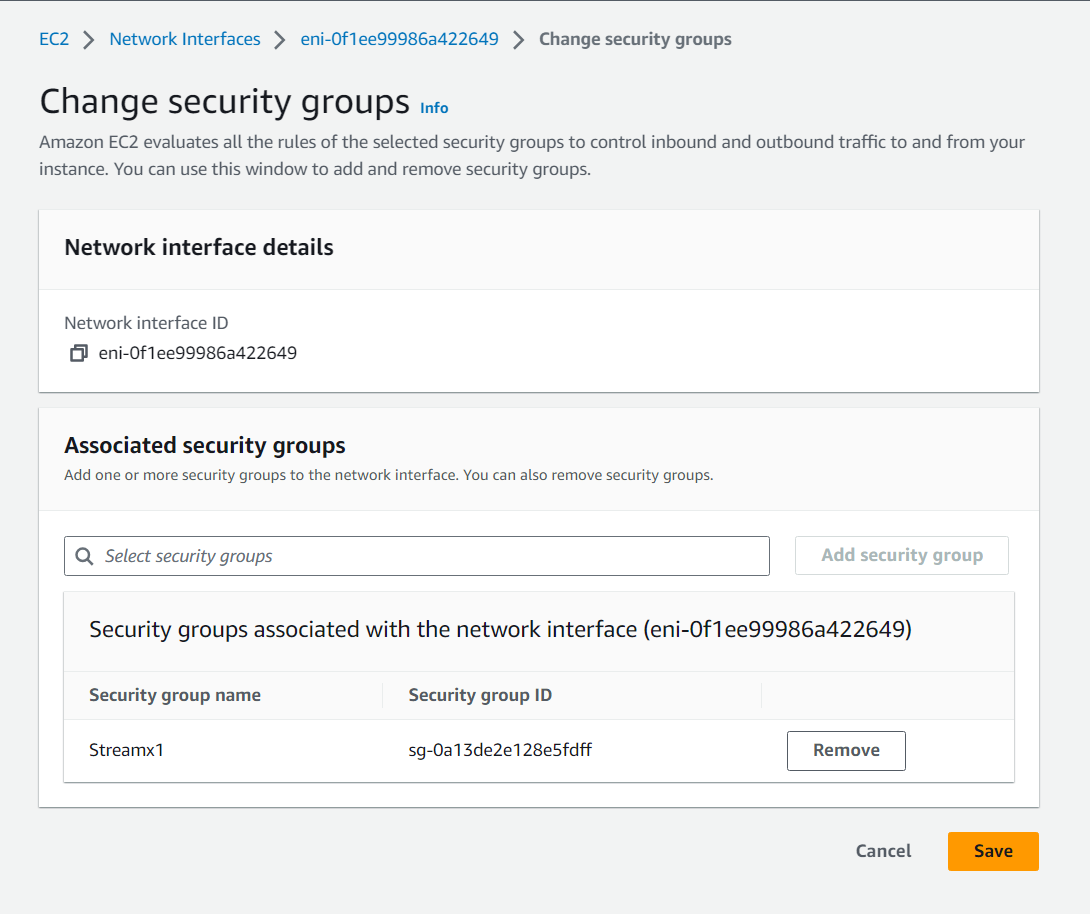 EC2 > Network Interfaces > eni-0f1ee99986a422649 > Change security groups
Change security groups Info
Amazon EC2 evaluates all the rules of the selected security groups to control inbound and outbound traffic to and from your
instance. You can use this window to add and remove security groups.
Network interface details
Network interface ID
eni-0f1ee99986a422649
Associated security groups
Add one or more security groups to the network interface. You can also remove security groups.
Select security groups Add security group
Security groups associated with the network interface (eni-0f1ee99986a422649)
Security group name Security group ID
Streamx1 sg-0a13de2e128e5fdff Remove
Cancel Save